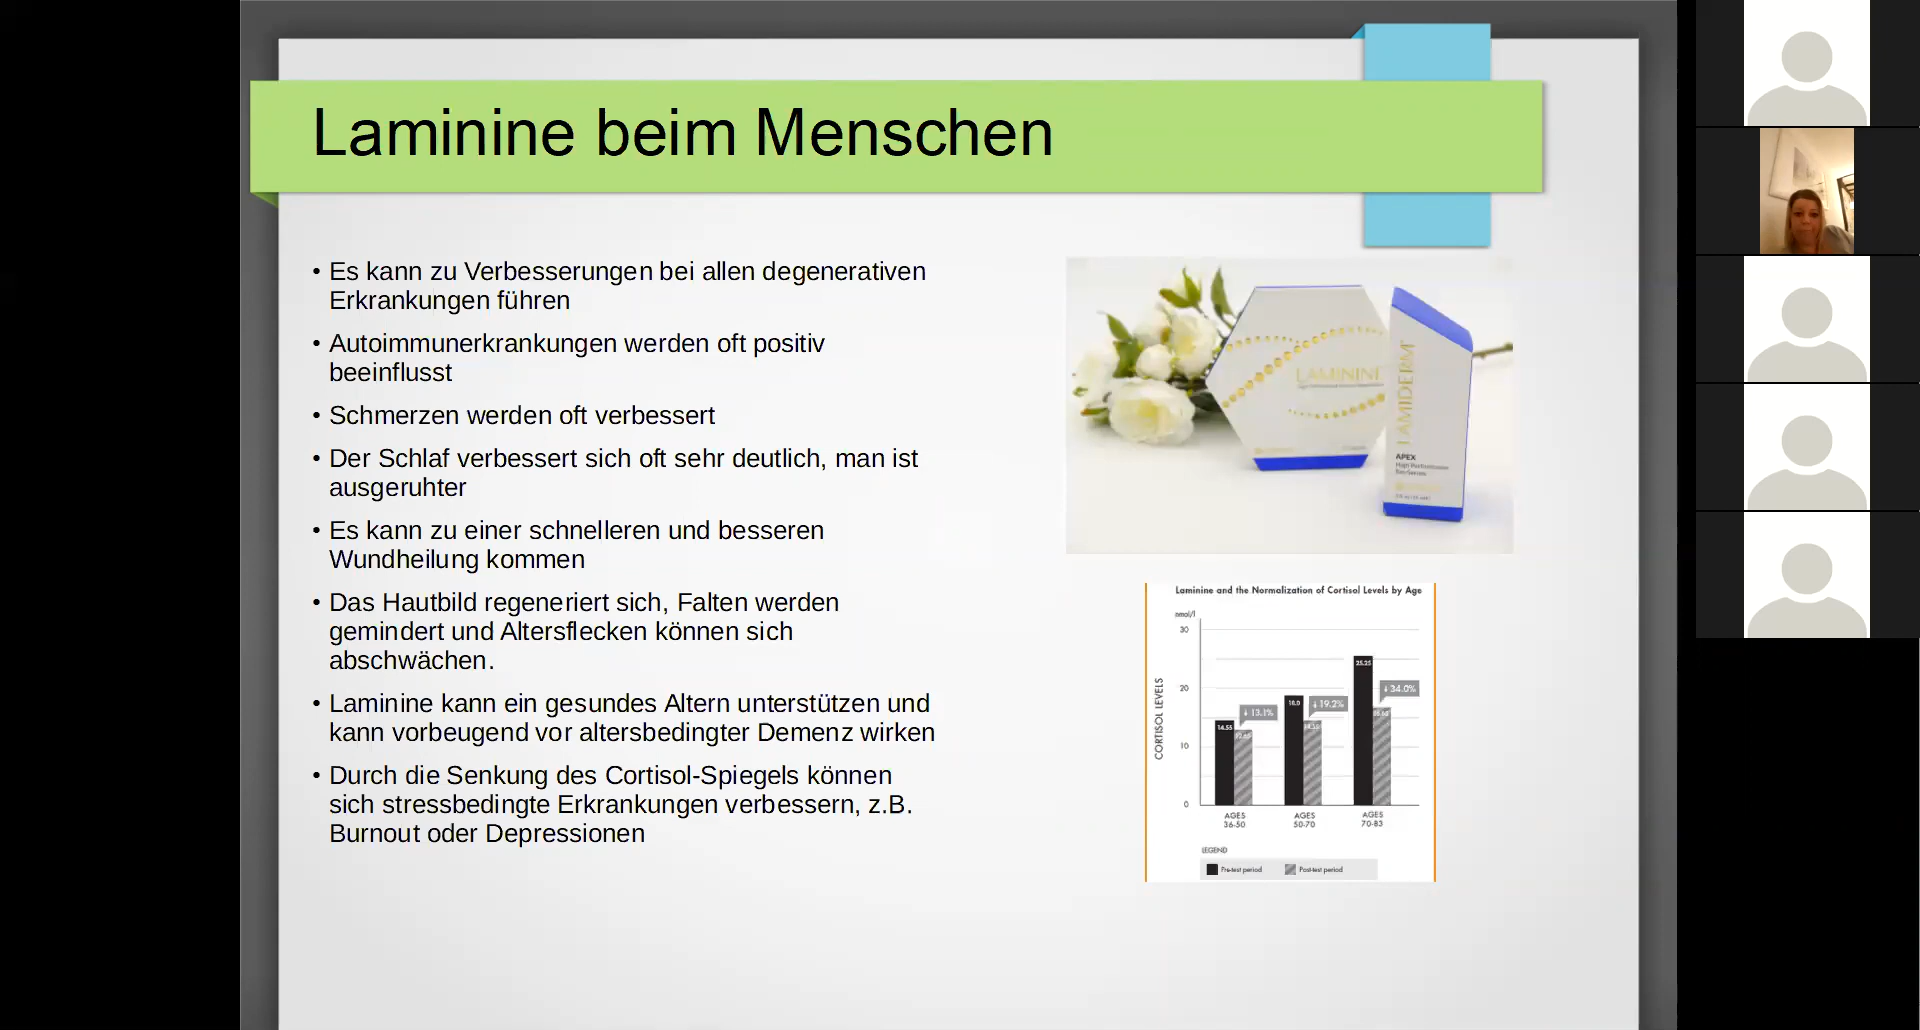 Laminine beim Menschen
• Es kann zu Verbesserungen bei allen degenerativen
Erkrankungen führen
• Autoimmunerkrankungen werden oft positiv
beeinflusst
• Schmerzen werden oft verbessert
• Der Schlaf verbessert sich oft sehr deutlich, man ist
ausgeruhter
• Es kann zu einer schnelleren und besseren
Wundheilung kommen
• Das Hautbild regeneriert sich, Falten werden
gemindert und Altersflecken können sich
abschwächen.
• Laminine kann ein gesundes Altern unterstützen und
kann vorbeugend vor altersbedingter Demenz wirken
• Durch die Senkung des Cortisol-Spiegels können
sich stressbedingte Erkrankungen verbessern, z.B.
Burnout oder Depressionen
LAMININE
LAMIDERM
APEX
Laminine and the Normalization of Cortisol Levels by Age
nmol/l
30
20
10
0
CORTISOL LEVELS
14.55
↓ 13.1%
18.0
↓ 19.2%
25.25
↓ 34.0%
AGES
36-50
AGES
50-70
AGES
70-83
LEGEND
Pre-test period
Post-test period